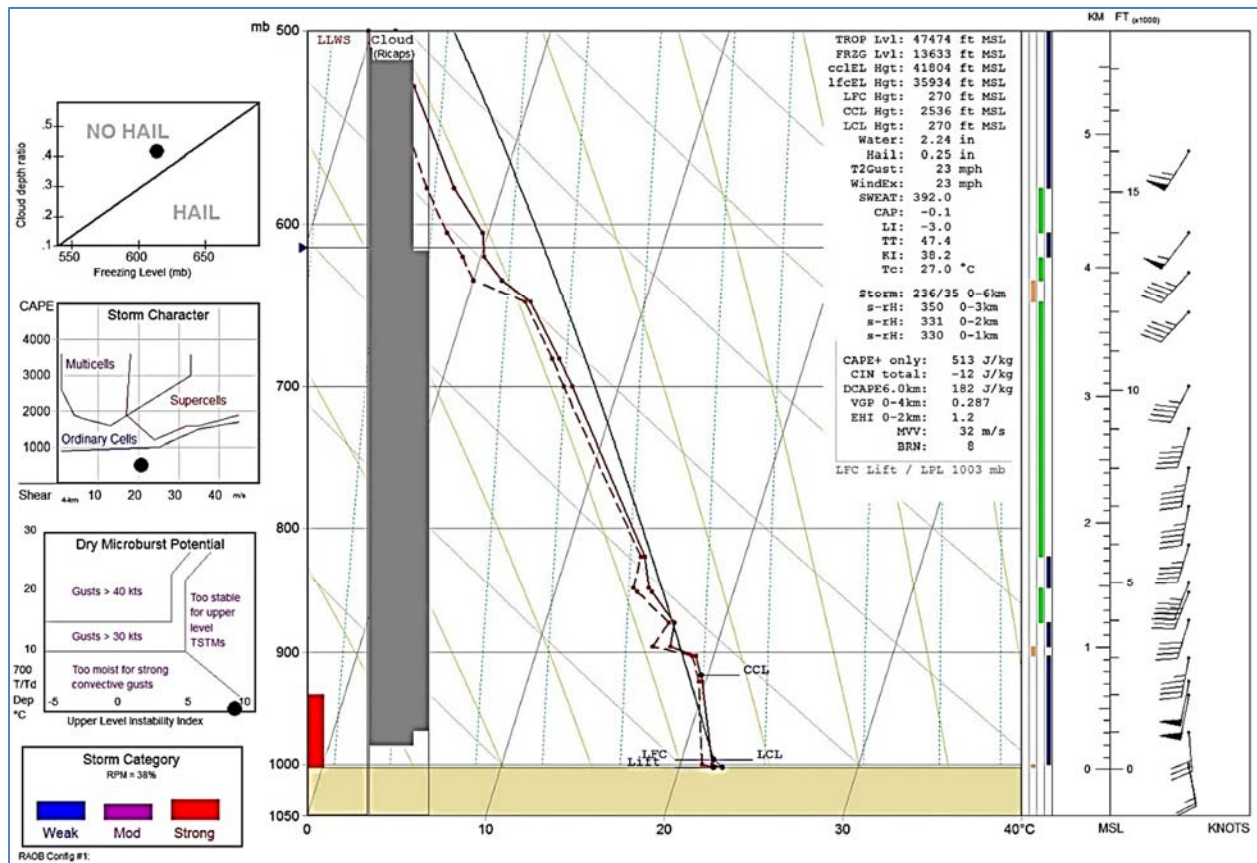 mb
500
600
700
800
900
1000
1050
LLWS
Cloud
(Ricaps)
KM FT (x1000)
TROP Lvl: 47474 ft MSL
FRZG Lvl: 13633 ft MSL
cclEL Hgt: 41804 ft MSL
lfcEL Hgt: 35934 ft MSL
LFC Hgt: 270 ft MSL
CCL Hgt: 2536 ft MSL
LCL Hgt: 270 ft MSL
Water: 2.24 in
Hail: 0.25 in
T2Gust: 23 mph
WindEx: 23 mph
SWEAT: 392.0
CAP: -0.1
LI: -3.0
TT: 47.4
KI: 38.2
Tc: 27.0 °C
Storm: 236/35 0-6km
s-rH: 350 0-3km
s-rH: 331 0-2km
s-rH: 330 0-1km
CAPE+ only: 513 J/kg
CIN total: -12 J/kg
DCAPE6.0km: 182 J/kg
VGP 0-4km: 0.287
EHI 0-2km: 1.2
MVV: 32 m/s
BRN: 8
LFC Lift / LPL 1003 mb
CCL
LFC
LCL
Lift
0 10 20 30 40°C
5
4
3
2
1
0
15
10
5
0
MSL
KNOTS
Cloud depth ratio
.5
.4
.3
.2
.1
NO HAIL
HAIL
550 600 650
Freezing Level (mb)
CAPE
Storm Character
4000
3000
2000
1000
Multicells
Supercells
Ordinary Cells
Shear 4-km 10 20 30 40 m/s
30
20
10
Dry Microburst Potential
Gusts > 40 kts
Too stable
for upper
level
TSTMs
Gusts > 30 kts
Too moist for strong
convective gusts
700
T/Td
Dep
°C
-5 0 5 10
Upper Level Instability Index
Storm Category
RPM = 38%
Weak Mod Strong
RAOB Config #1: